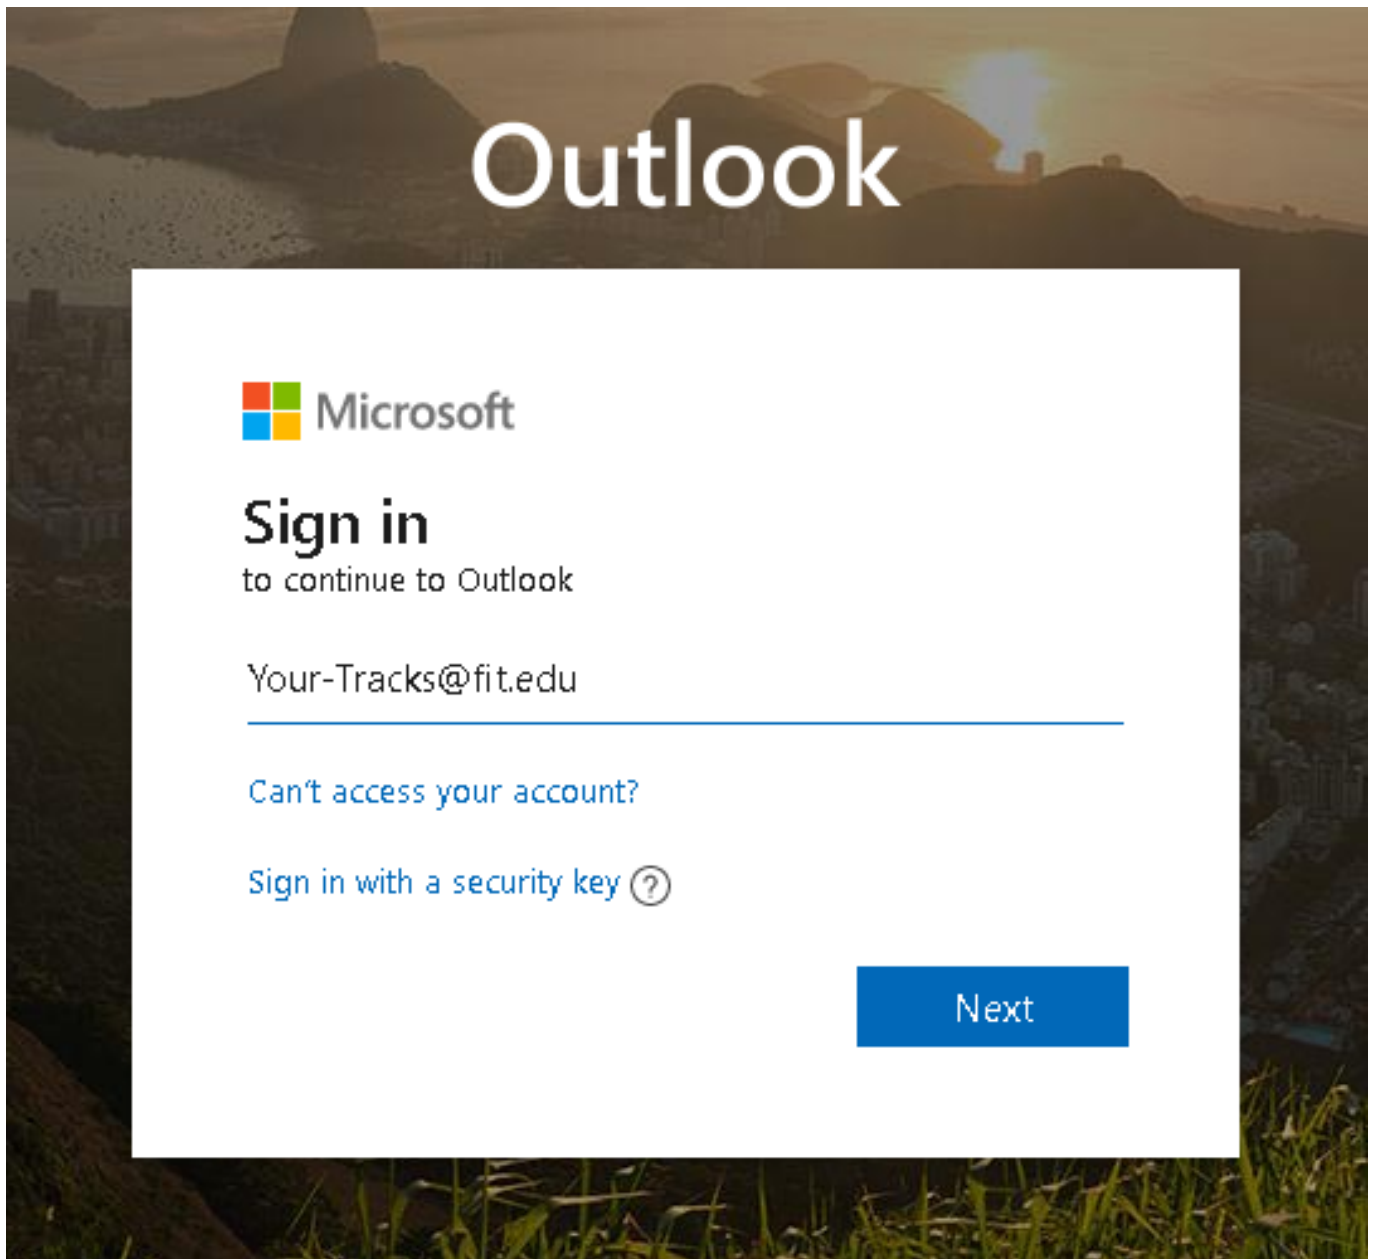 Outlook
Microsoft
Sign in
to continue to Outlook
Your-Tracks@fit.edu
Can't access your account?
Sign in with a security key ?
Next